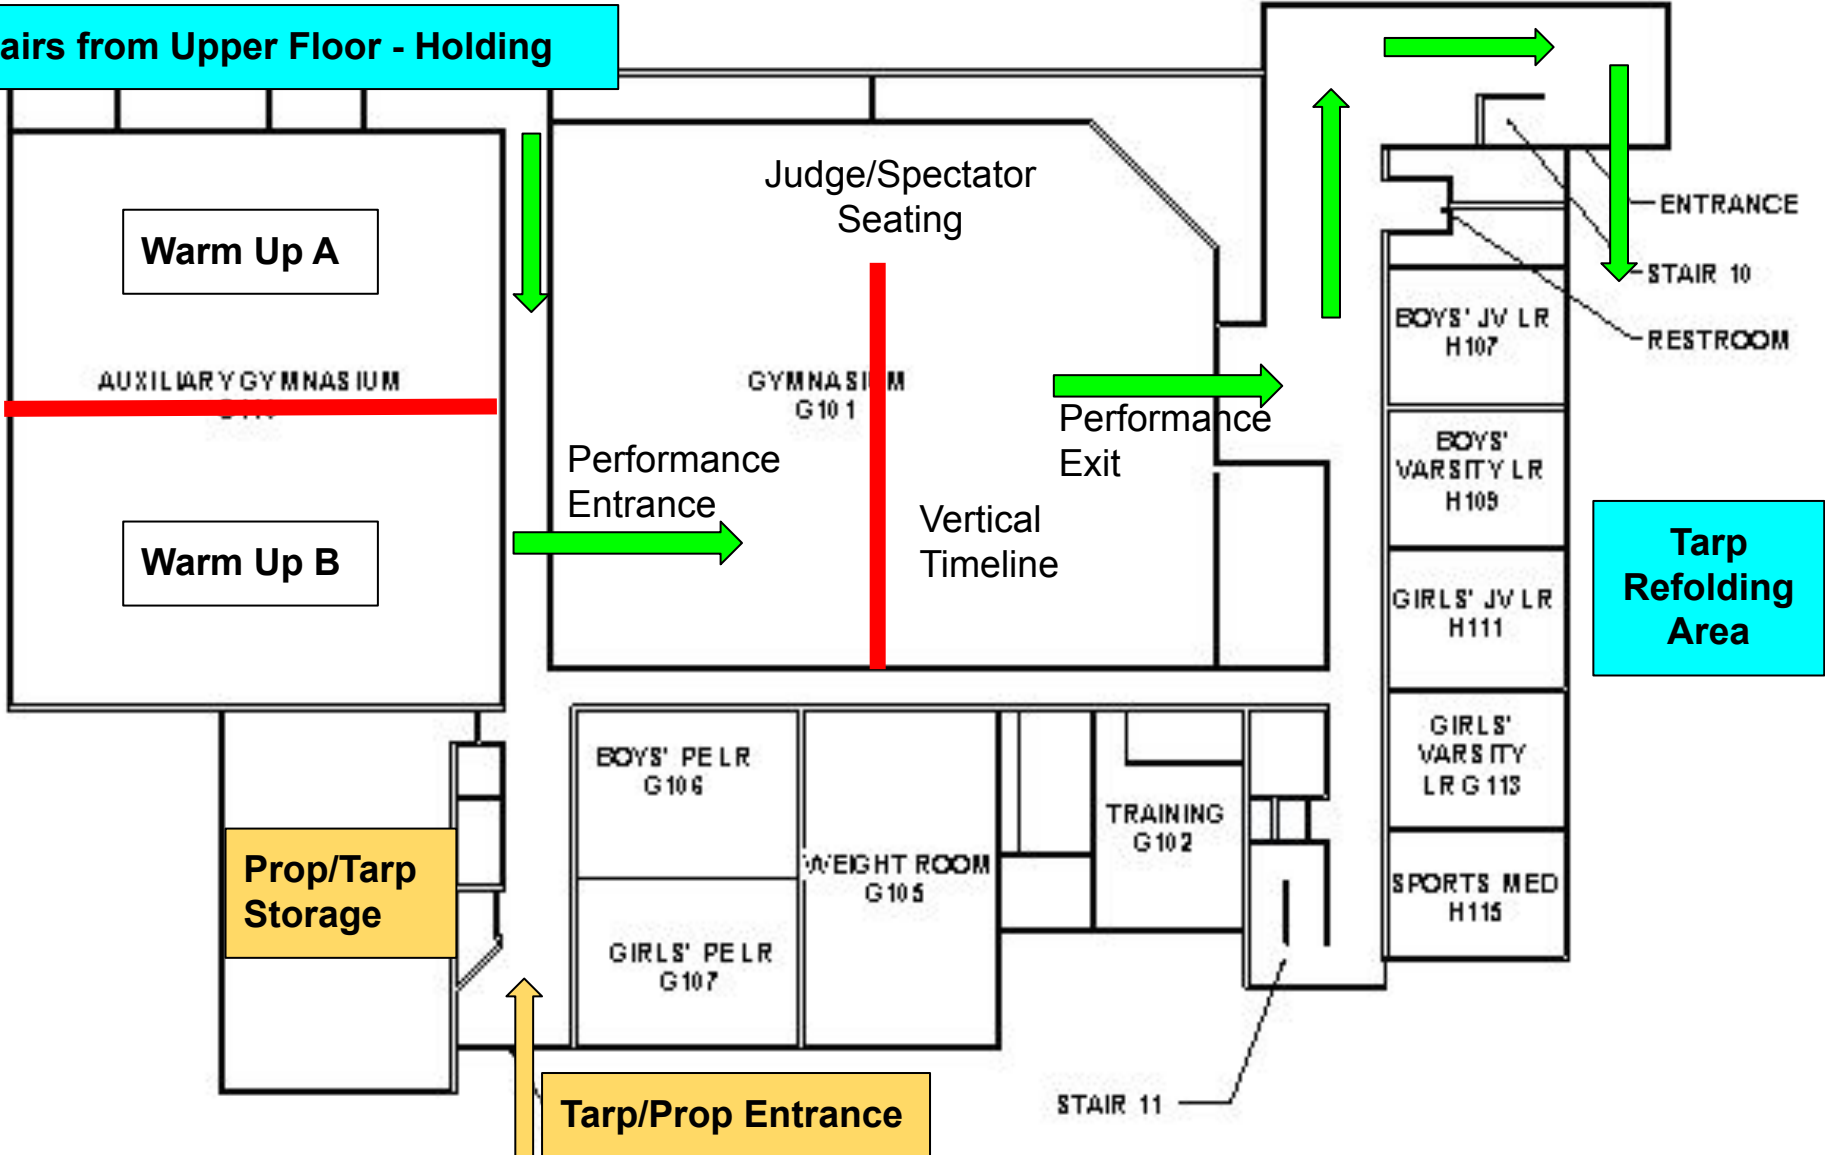 airs from Upper Floor - Holding
Judge/Spectator
Seating
Warm Up A
ENTRANCE
STAIR 10
BOYS' JV LR
H107
RESTROOM
AUXILIARY GYMNASIUM
GYMNASIUM
G101
Performance
Exit
BOYS'
VARSITY LR
H109
Performance
Entrance
Vertical
Timeline
Warm Up B
Tarp
Refolding
Area
GIRLS' JV LR
H111
BOYS' PE LR
G106
GIRLS'
VARSITY
LR G113
TRAINING
G102
Prop/Tarp
Storage
WEIGHT ROOM
G105
SPORTS MED
H115
GIRLS' PE LR
G107
Tarp/Prop Entrance
STAIR 11